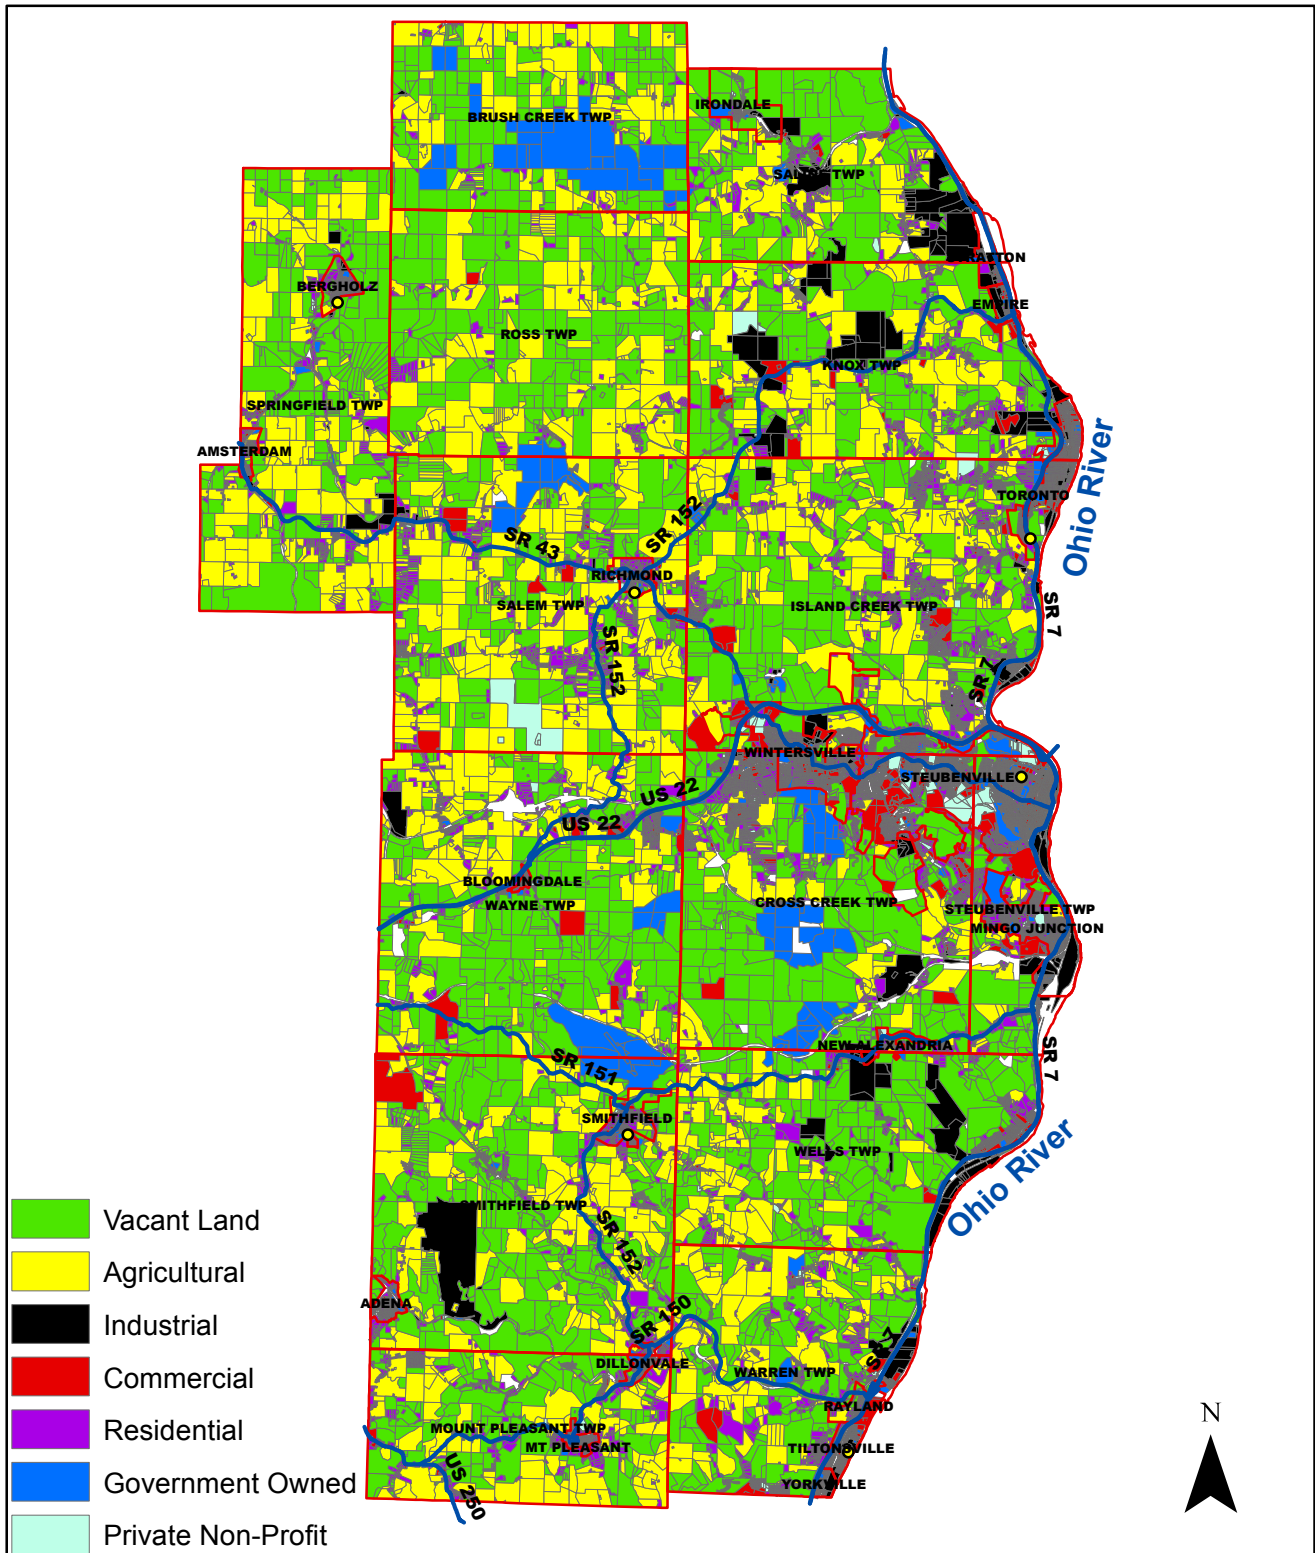 IRONDALE
BRUSH CREEK TWP
SALINE TWP
STRATTON
BERGHOLZ
EMPIRE
ROSS TWP
KNOX TWP
SPRINGFIELD TWP
AMSTERDAM
TORONTO
Ohio River
SR 152
SR 43
RICHMOND
SALEM TWP
ISLAND CREEK TWP
SR 7
SR 152
SR 7
WINTERSVILLE
STEUBENVILLE
US 22
US 22
BLOOMINGDALE
WAYNE TWP
CROSS CREEK TWP
STEUBENVILLE TWP
MINGO JUNCTION
NEW ALEXANDRIA
SR 7
SR 151
SMITHFIELD
WELLS TWP
Ohio River
SMITHFIELD TWP
SR 152
ADENA
SR 150
SR 7
DILLONVALE
WARREN TWP
RAYLAND
MOUNT PLEASANT TWP
MT PLEASANT
TILTONSVILLE
YORKVILLE
US 250
Vacant Land
Agricultural
Industrial
Commercial
Residential
Government Owned
Private Non-Profit
N